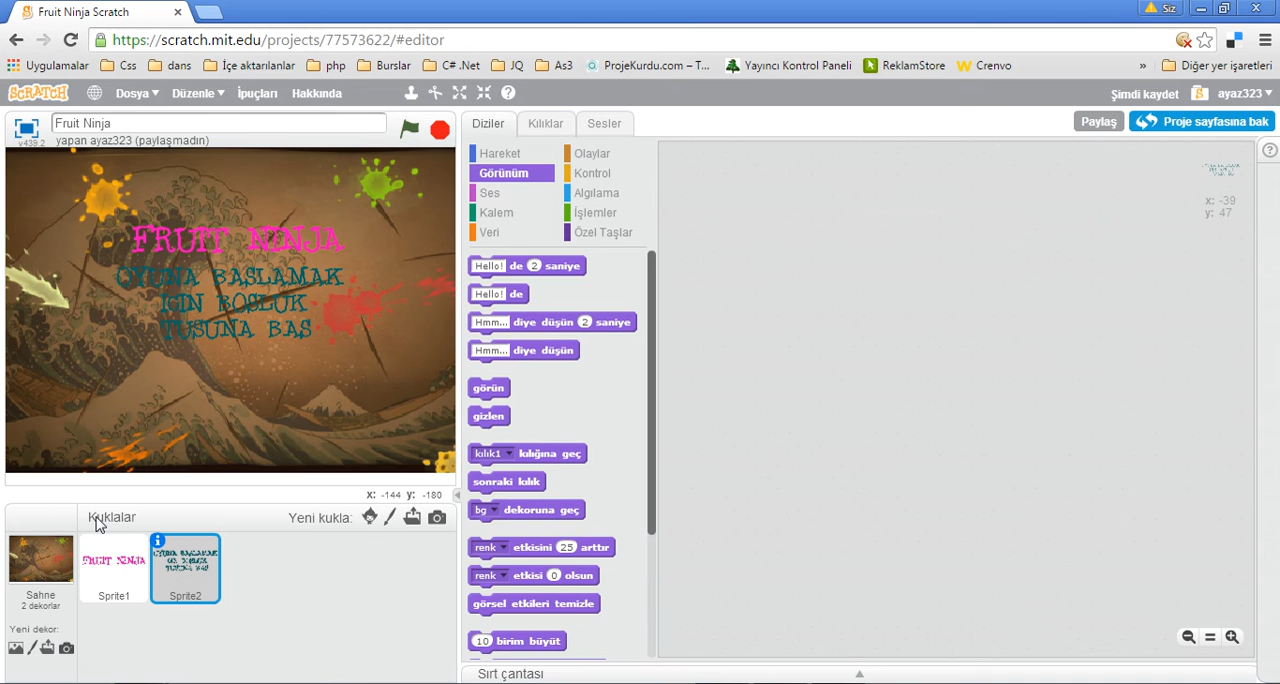 Fruit Ninja Scratch
Siz
https://scratch.mit.edu/projects/77573622/#editor
Uygulamalar Css dans İçe aktarılanlar php Burslar C# .Net JQ As3 ProjeKurdu.com – T... Yayıncı Kontrol Paneli ReklamStore Crenvo » Diğer yer işaretleri
SCRATCH Dosya Düzenle İpuçları Hakkında Şimdi kaydet ayaz323
Fruit Ninja
v439.2 yapan ayaz323 (paylaşmadın)
Diziler Kılıklar Sesler
Paylaş Proje sayfasına bak
Hareket Olaylar
Görünüm Kontrol
Ses Algılama
Kalem İşlemler
Veri Özel Taşlar
x: -39
y: 47
FRUIT NINJA
OYUNA BAŞLAMAK
IÇIN BOŞLUK
TUŞUNA BAS
Hello! de 2 saniye
Hello! de
Hmm... diye düşün 2 saniye
Hmm... diye düşün
görün
gizlen
kılık1 kılığına geç
sonraki kılık
bg dekoruna geç
renk etkisini 25 arttır
renk etkisi 0 olsun
görsel etkileri temizle
10 birim büyüt
x: -144 y: -180
Kuklalar Yeni kukla:
FRUIT NINJA
Sahne
2 dekorlar
Sprite1 Sprite2
Yeni dekor:
Sırt çantası